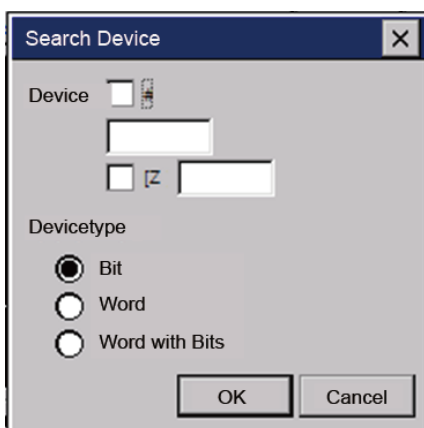 Search Device
Device #
[Z
Devicetype
Bit
Word
Word with Bits
OK Cancel